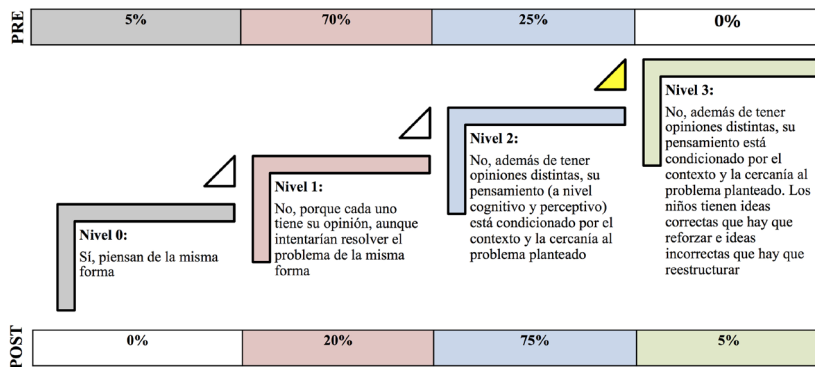 PRE
5%
70%
25%
0%
Nivel 0:
Sí, piensan de la misma
forma
Nivel 1:
No, porque cada uno
tiene su opinión, aunque
intentarían resolver el
problema de la misma
forma
Nivel 2:
No, además de tener
opiniones distintas, su
pensamiento (a nivel
cognitivo y perceptivo)
está condicionado por el
contexto y la cercanía al
problema planteado
Nivel 3:
No, además de tener
opiniones distintas, su
pensamiento está
condicionado por el
contexto y la cercanía al
problema planteado. Los
niños tienen ideas
correctas que hay que
reforzar e ideas
incorrectas que hay que
reestructurar
POST
0%
20%
75%
5%